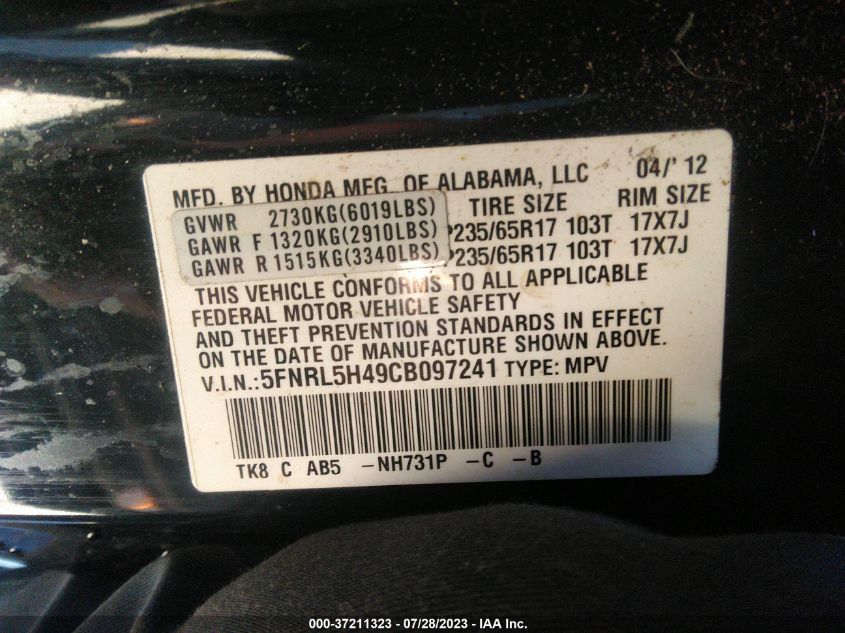 MFD. BY HONDA MFG. OF ALABAMA, LLC 04/'12
GVWR 2730KG(6019LBS) TIRE SIZE RIM SIZE
GAWR F 1320KG(2910LBS) P235/65R17 103T 17X7J
GAWR R 1515KG(3340LBS) P235/65R17 103T 17X7J
THIS VEHICLE CONFORMS TO ALL APPLICABLE
FEDERAL MOTOR VEHICLE SAFETY
AND THEFT PREVENTION STANDARDS IN EFFECT
ON THE DATE OF MANUFACTURE SHOWN ABOVE.
V.I.N.:5FNRL5H49CB097241 TYPE: MPV
TK8 C AB5 -NH731P -C -B
000-37211323 - 07/28/2023 - IAA Inc.